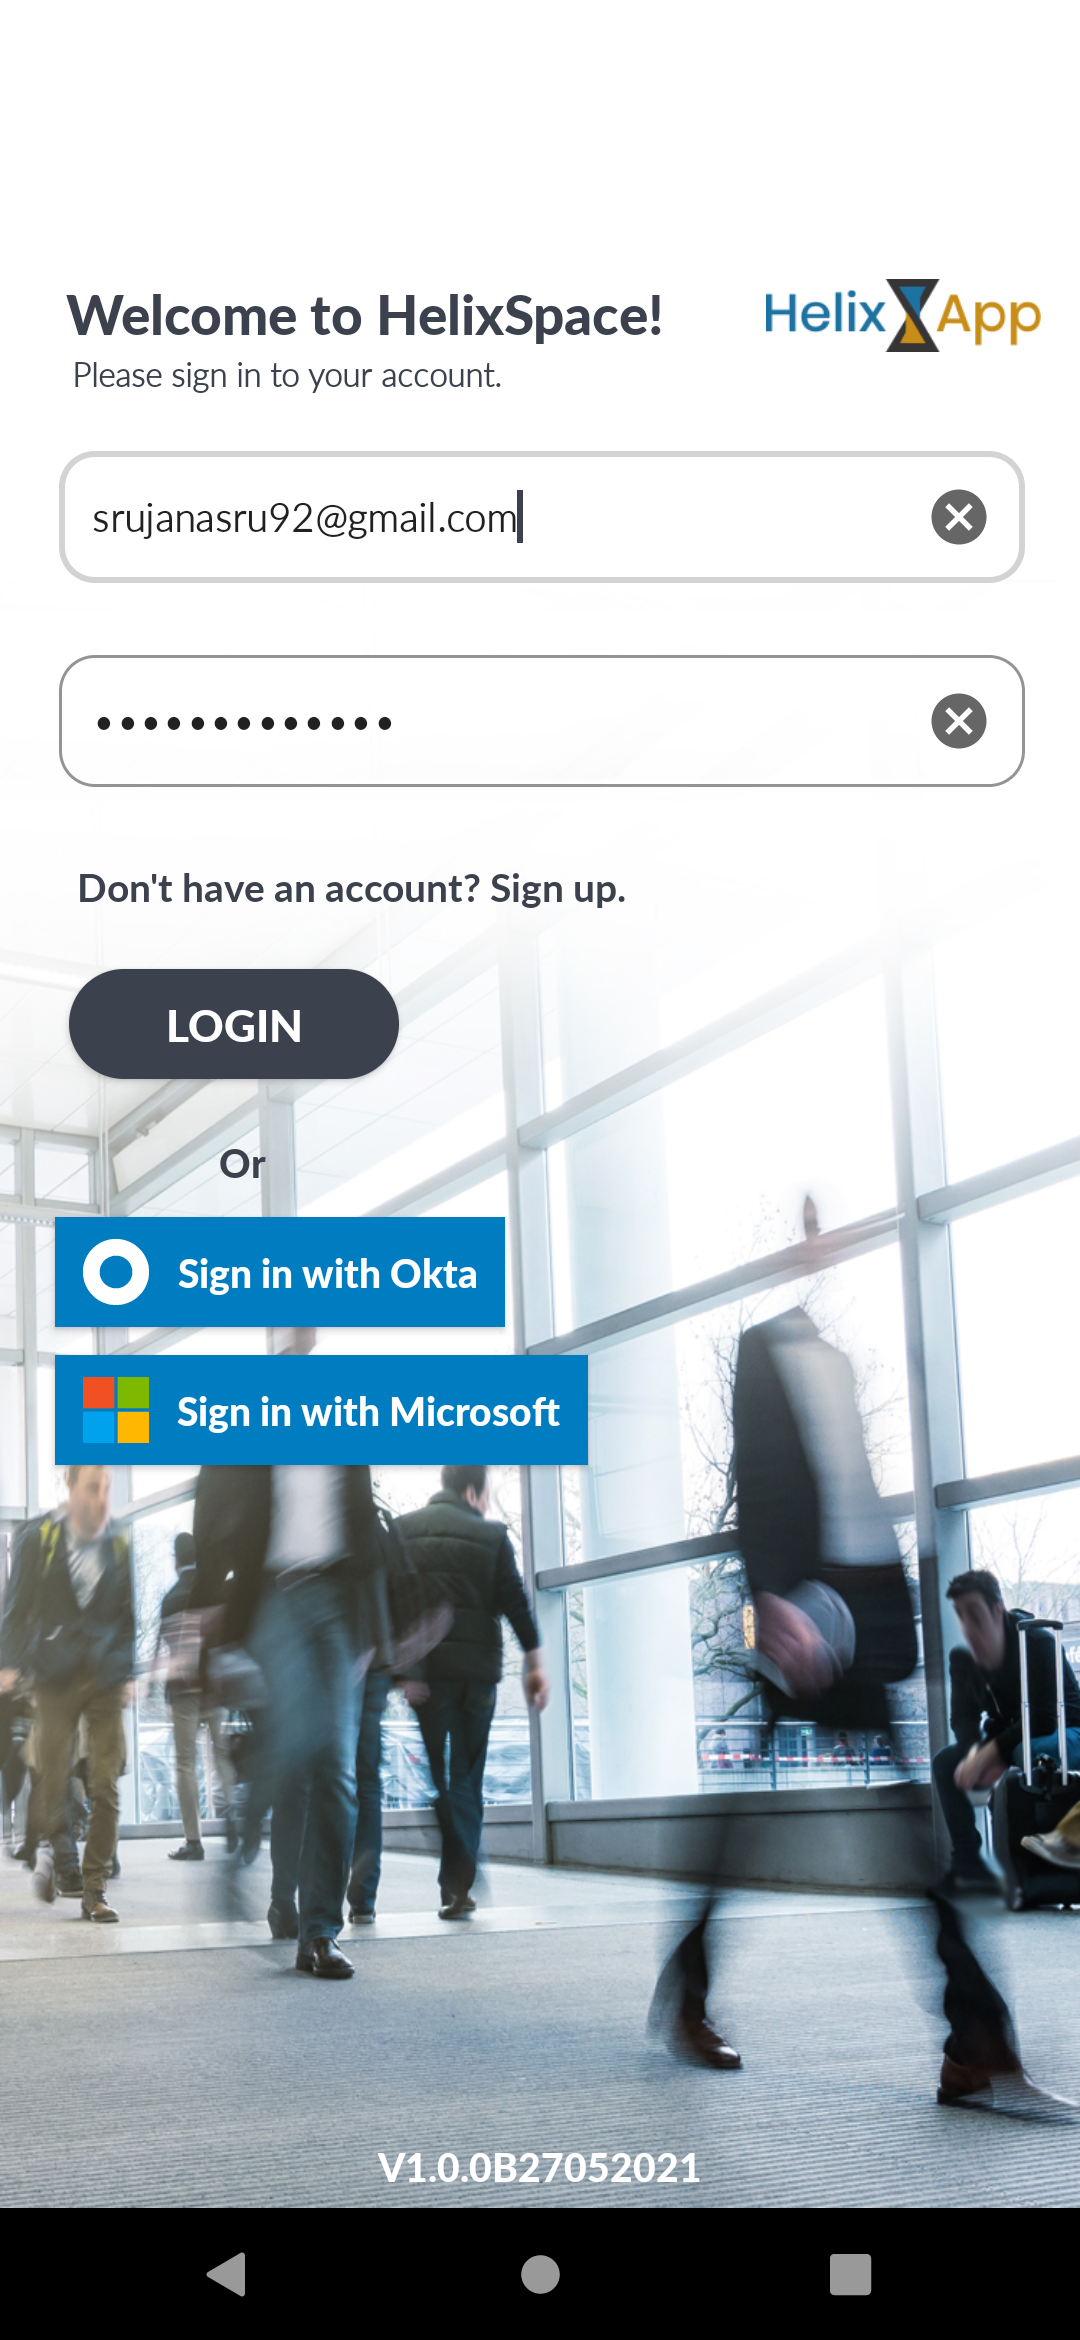 Welcome to HelixSpace!
Helix App
Please sign in to your account.
srujanasru92@gmail.com
•••••••••••••
Don't have an account? Sign up.
LOGIN
Or
Sign in with Okta
Sign in with Microsoft
V1.0.0B27052021